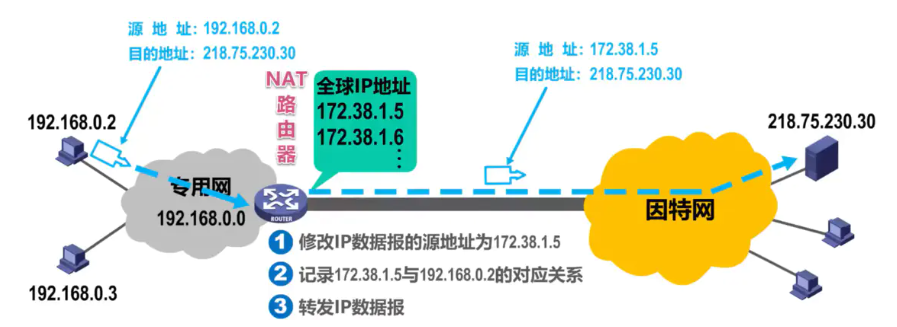 源 地 址：192.168.0.2
目的地址：218.75.230.30
源 地 址：172.38.1.5
目的地址：218.75.230.30
NAT
路
由
器
全球IP地址
172.38.1.5
172.38.1.6
⋮
192.168.0.2
218.75.230.30
专用网
192.168.0.0
ROUTER
因特网
192.168.0.3
1 修改IP数据报的源地址为172.38.1.5
2 记录172.38.1.5与192.168.0.2的对应关系
3 转发IP数据报